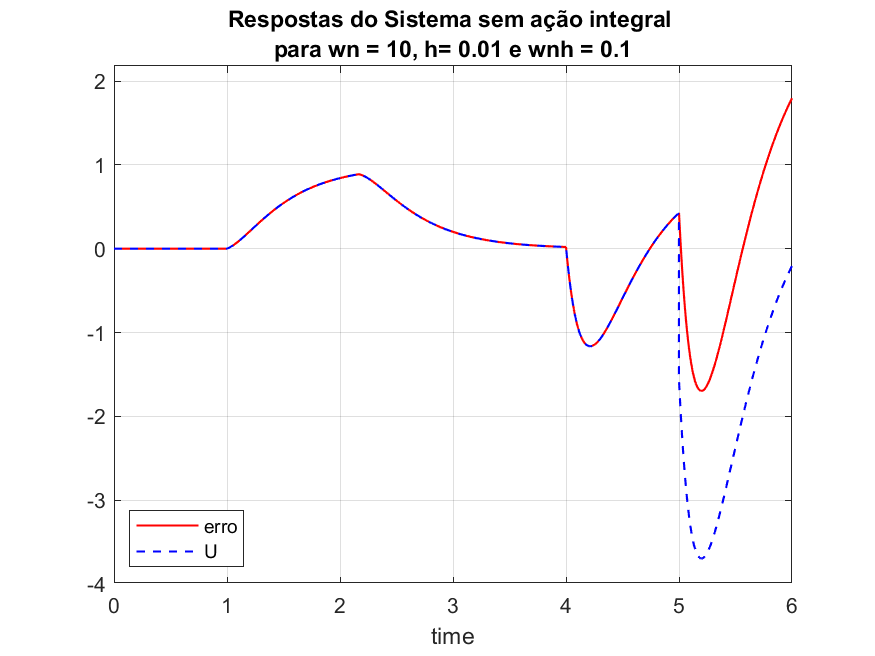 Respostas do Sistema sem ação integral
para wn = 10, h= 0.01 e wnh = 0.1
2
1
0
-1
-2
-3
-4
erro
U
0 1 2 3 4 5 6
time